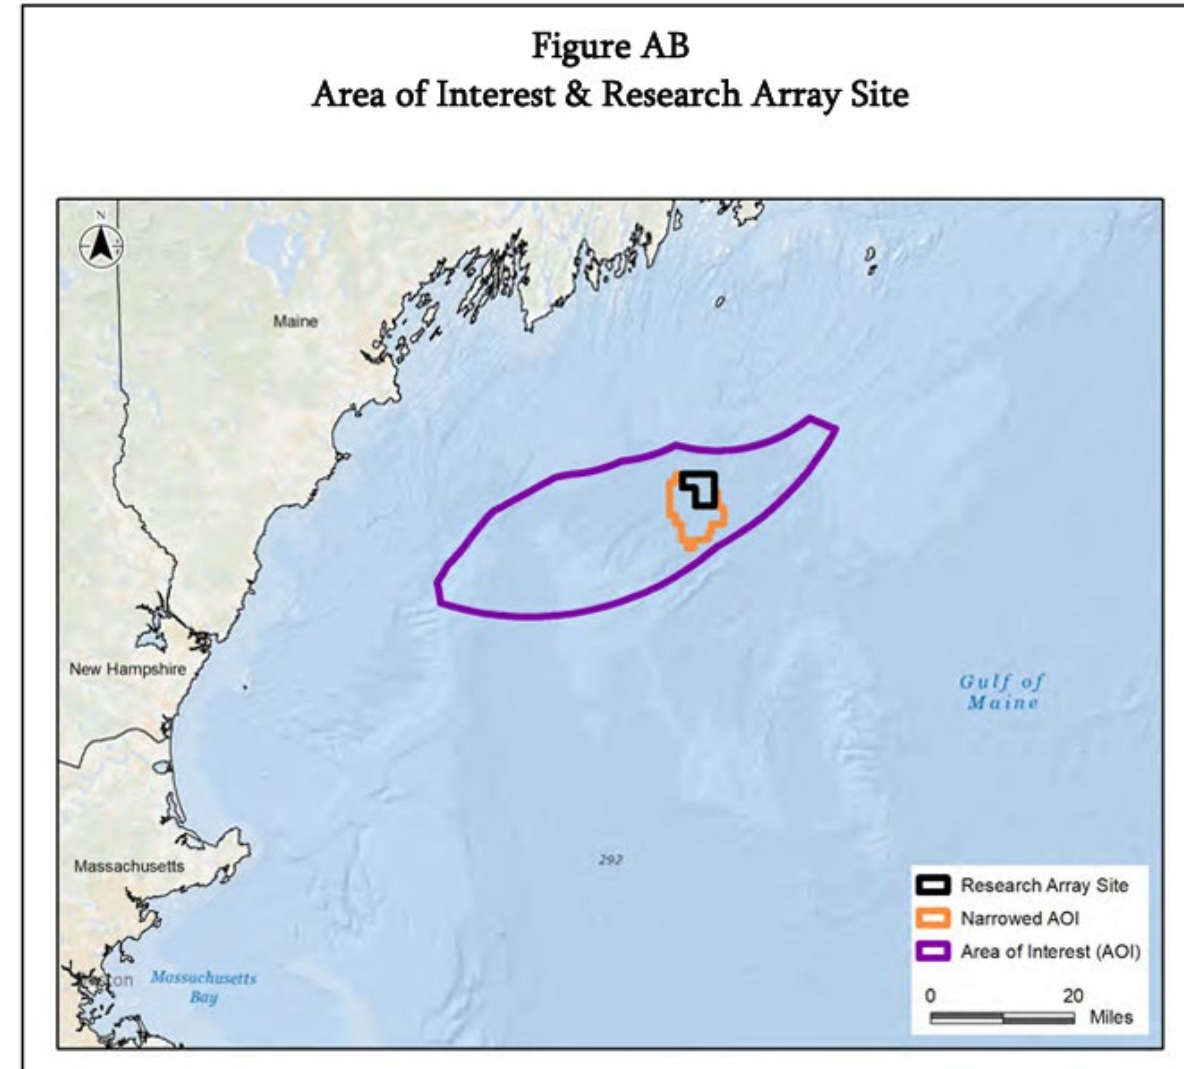 Figure AB
Area of Interest & Research Array Site
N
Maine
New Hampshire
Gulf of
Maine
292
Massachusetts
Massachusetts
Bay
Research Array Site
Narrowed AOI
Area of Interest (AOI)
0 20
Miles